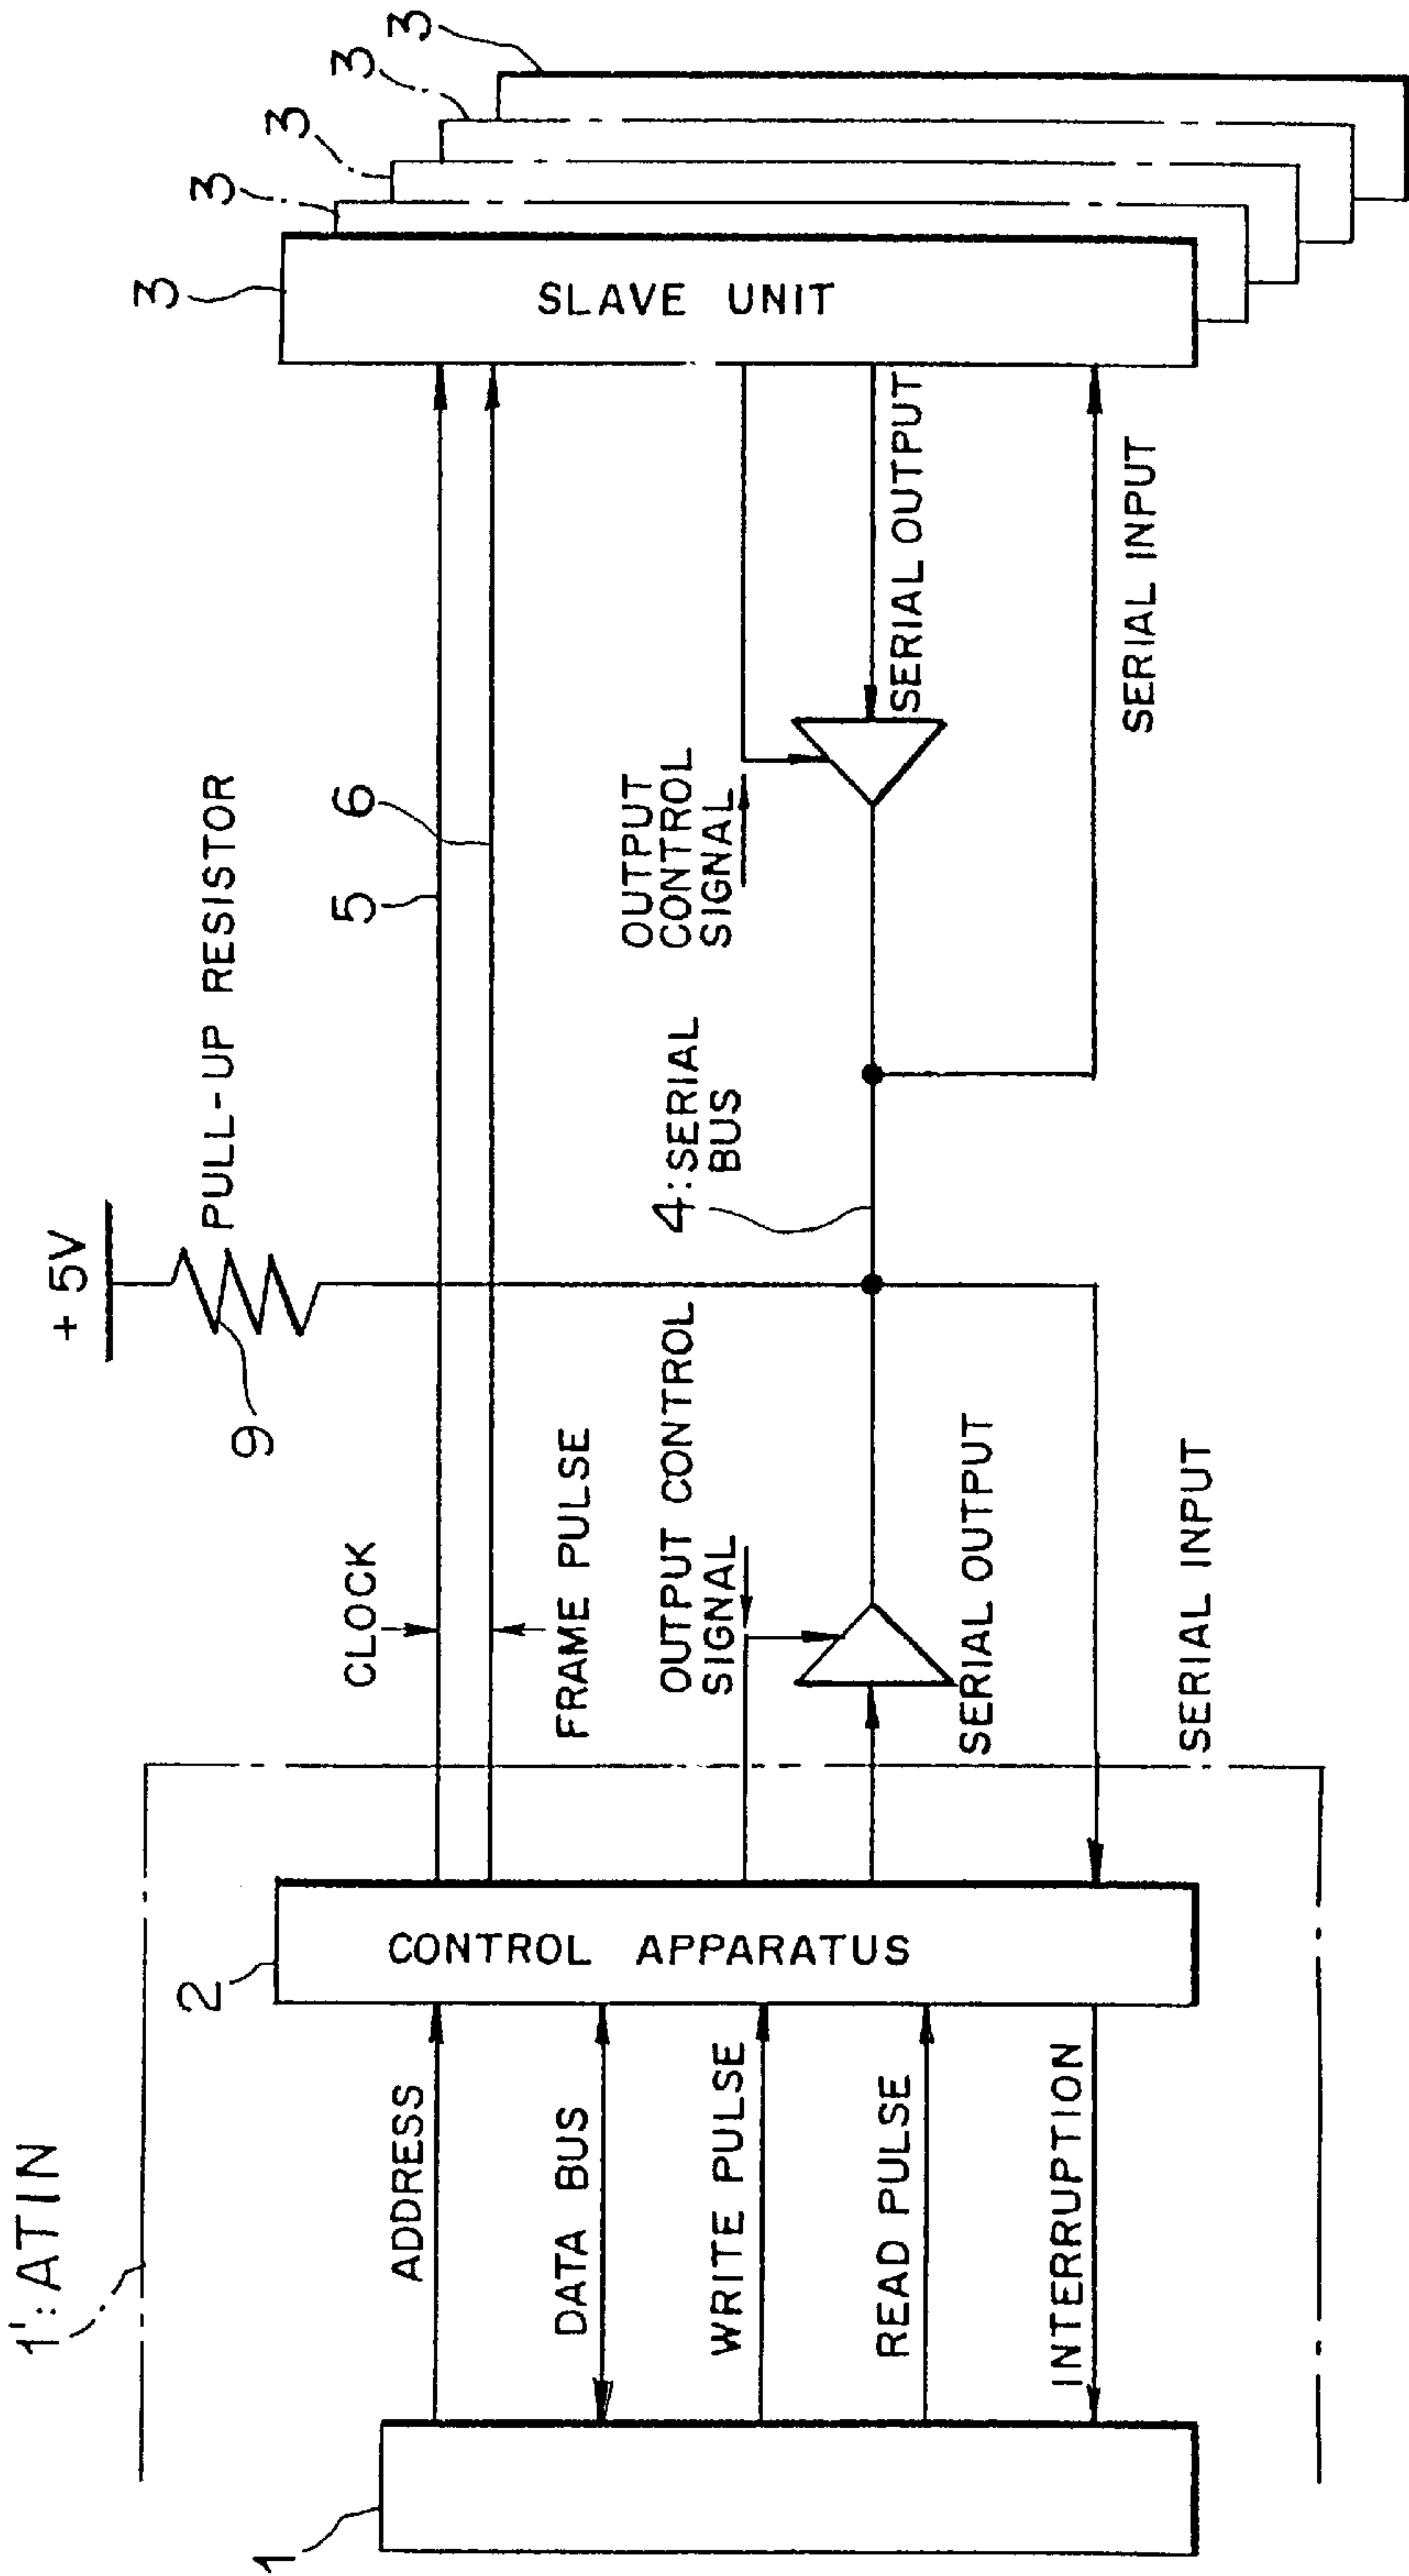 1':ATIN
1
ADDRESS
DATA BUS
WRITE PULSE
READ PULSE
INTERRUPTION
2
CONTROL APPARATUS
+5V
PULL-UP RESISTOR
9
CLOCK
FRAME PULSE
5
6
OUTPUT CONTROL
SIGNAL
SERIAL OUTPUT
SERIAL INPUT
4:SERIAL
BUS
OUTPUT
CONTROL
SIGNAL
SERIAL OUTPUT
SERIAL INPUT
3
3
3
3
3
SLAVE UNIT